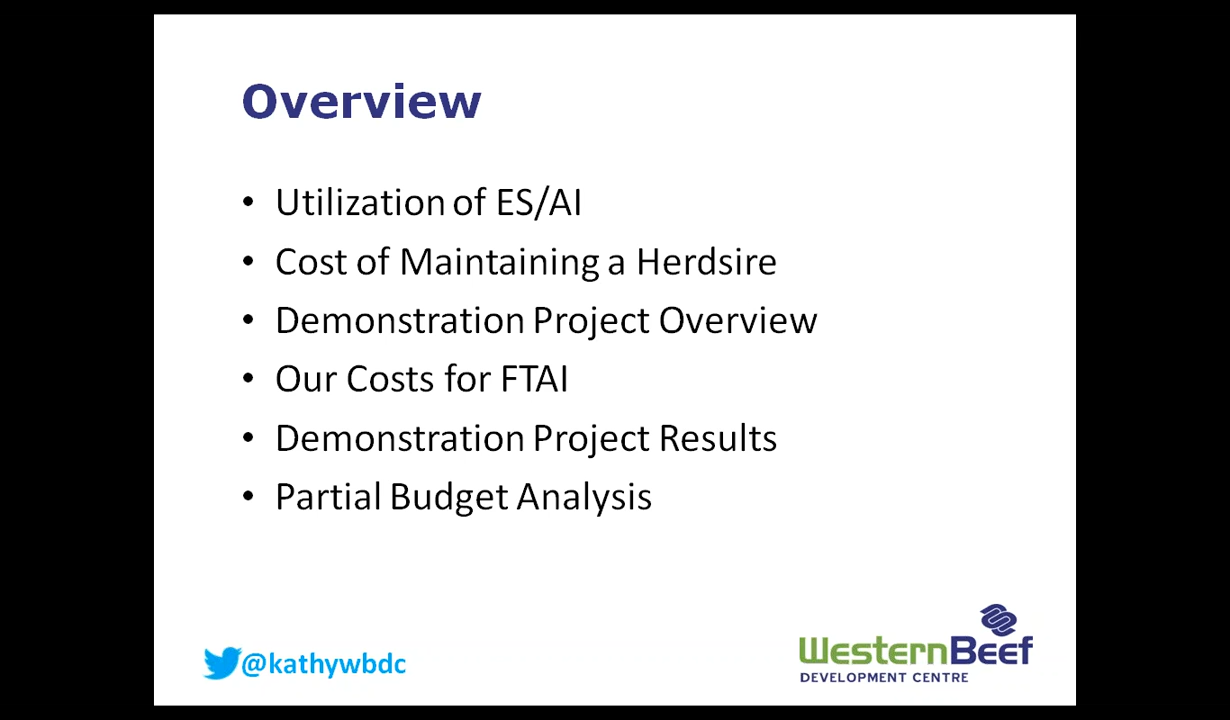 Overview
• Utilization of ES/AI
• Cost of Maintaining a Herdsire
• Demonstration Project Overview
• Our Costs for FTAI
• Demonstration Project Results
• Partial Budget Analysis
@kathywbdc
WesternBeef
DEVELOPMENT CENTRE